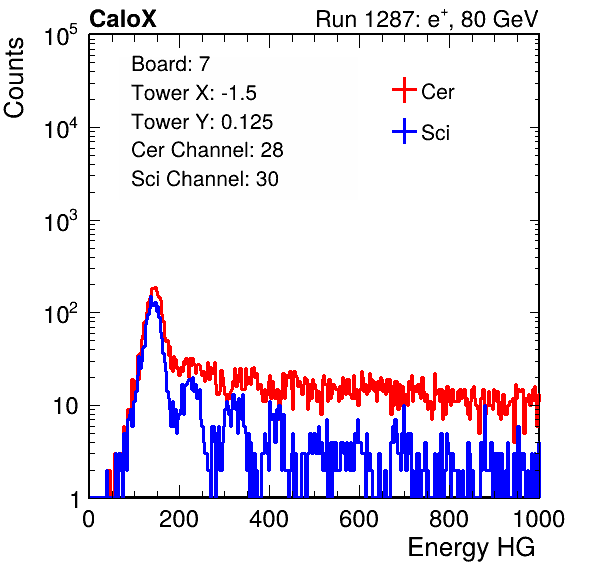 CaloX Run 1287: e⁺, 80 GeV
Counts
Board: 7
Tower X: -1.5
Tower Y: 0.125
Cer Channel: 28
Sci Channel: 30
Cer
Sci
10⁵
10⁴
10³
10²
10
1
0 200 400 600 800 1000
Energy HG